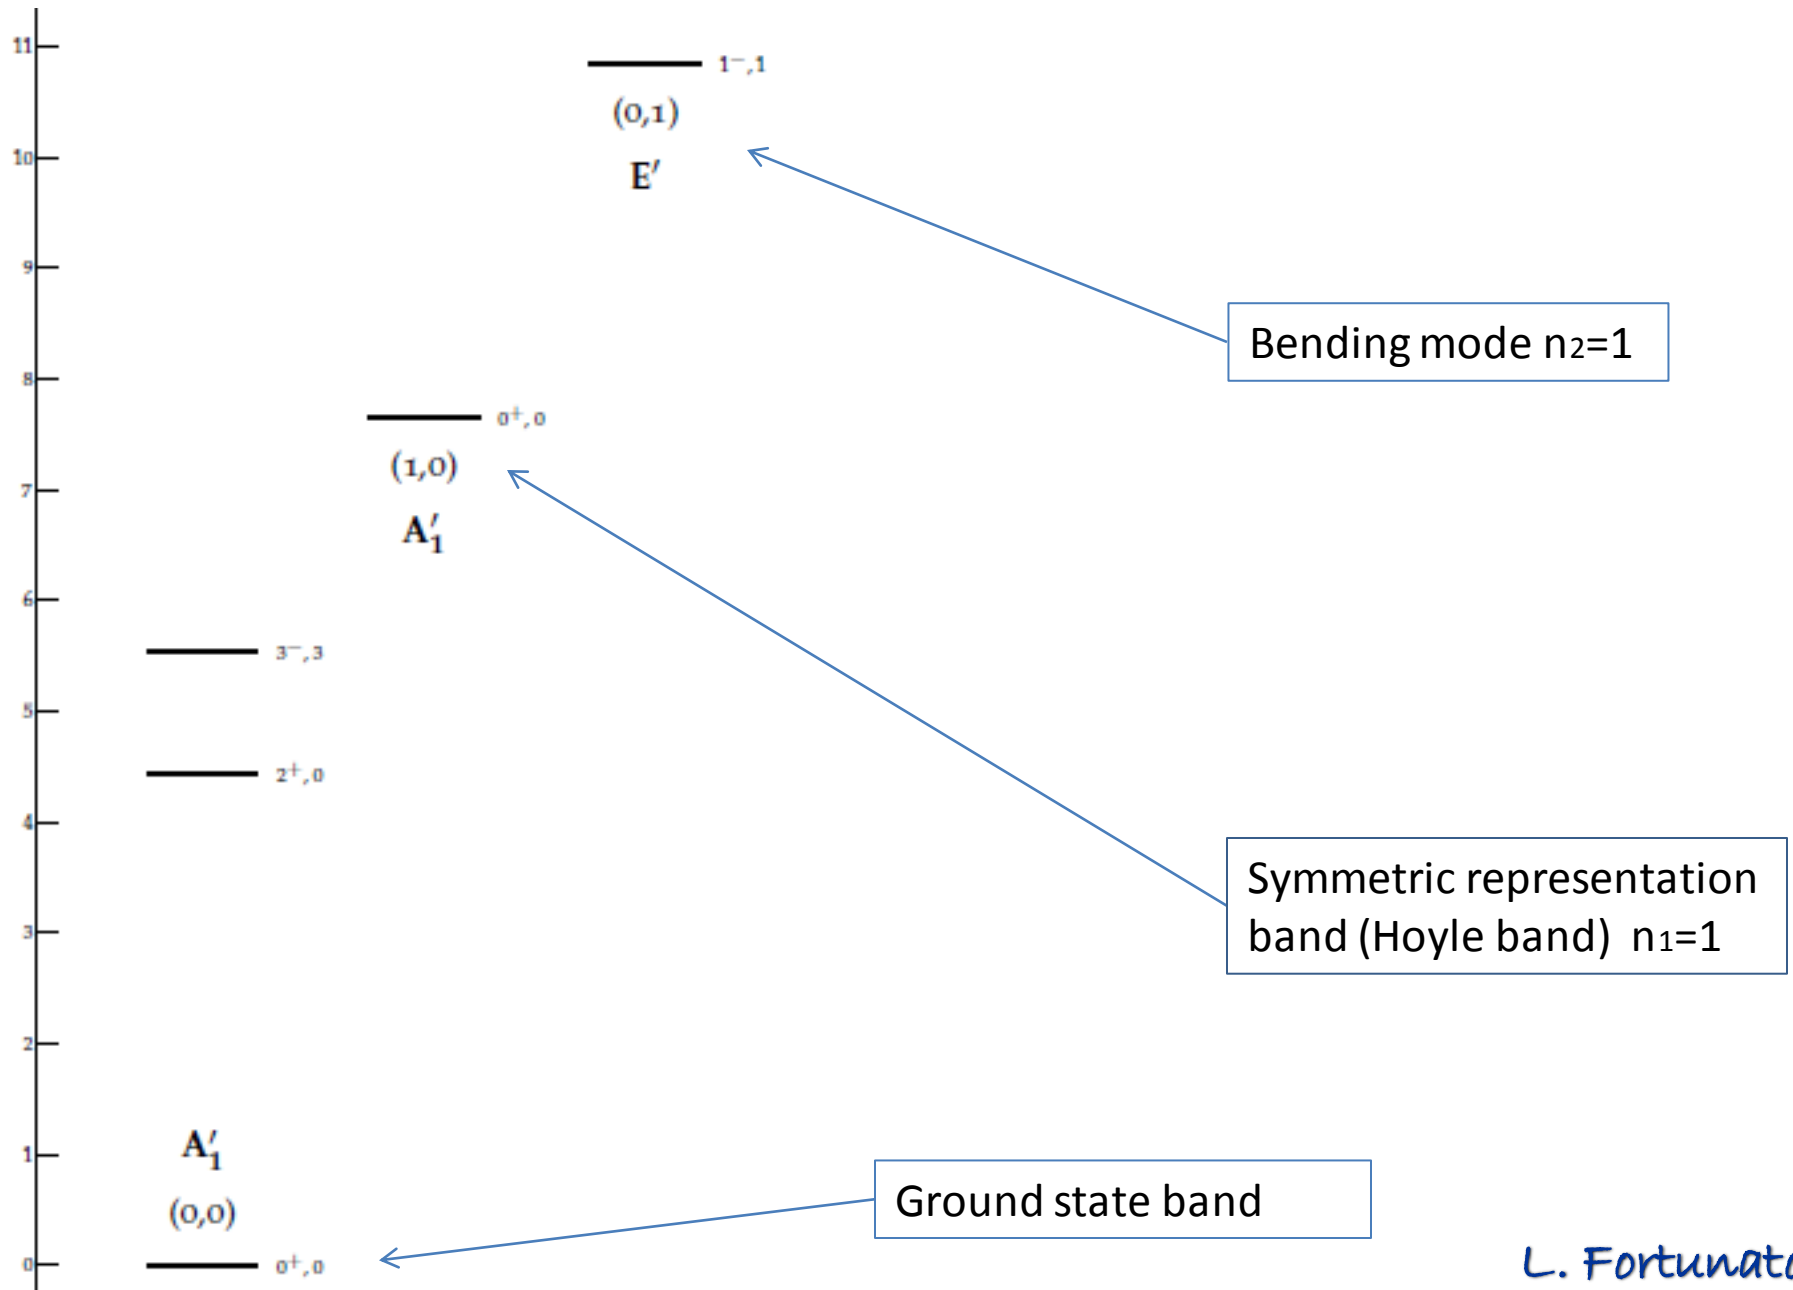 11
1⁻,1
(0,1)
10
E′
9
Bending mode n₂=1
8
0⁺,0
(1,0)
7
A′₁
6
3⁻,3
5
2⁺,0
4
Symmetric representation
band (Hoyle band) n₁=1
3
2
A′₁
1
Ground state band
(0,0)
0
0⁺,0
L. Fortunato